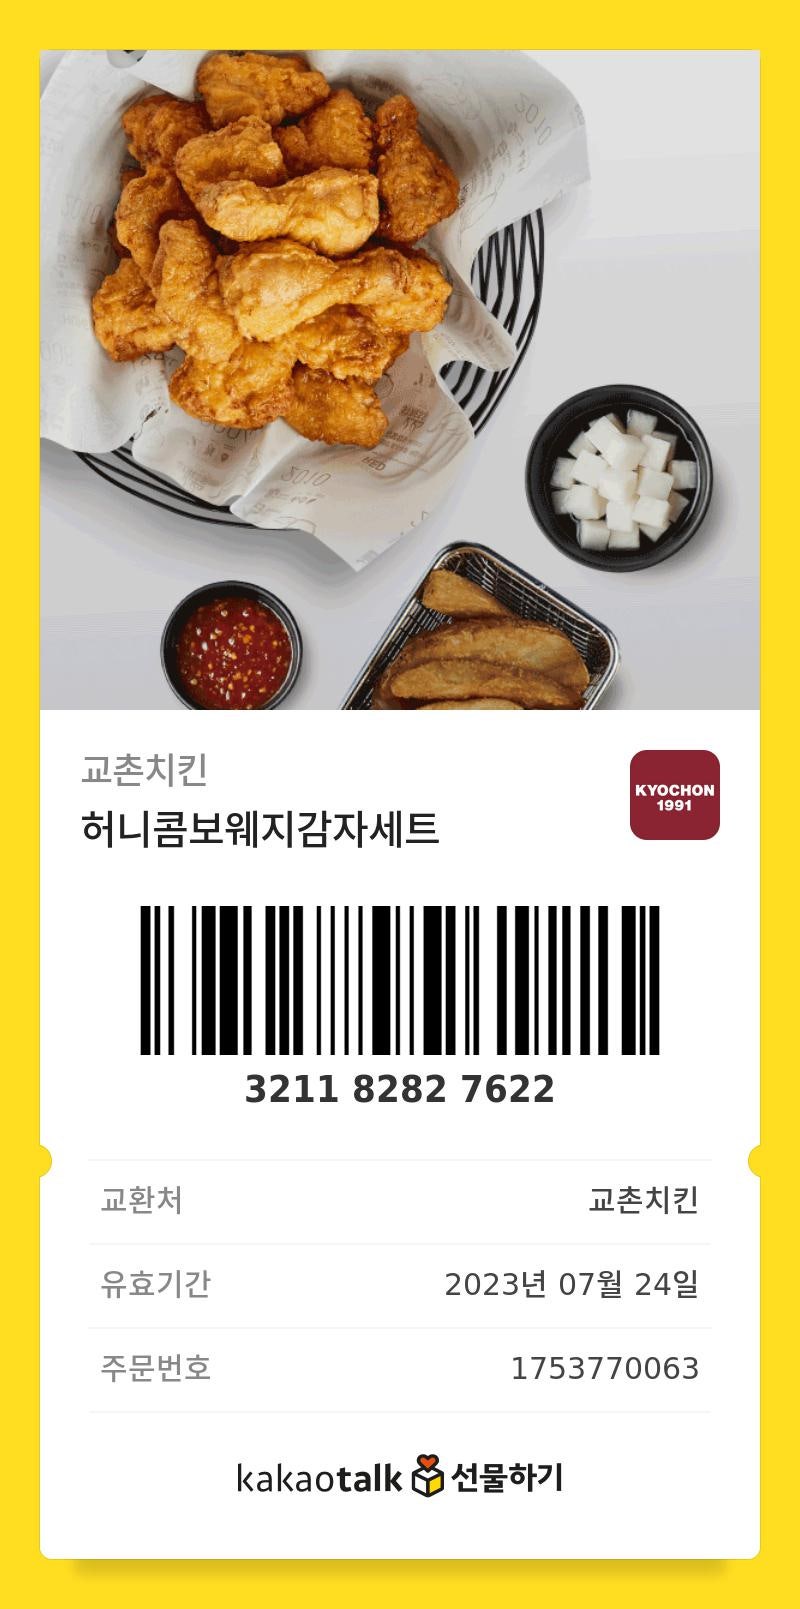 교촌치킨
허니콤보웨지감자세트
KYOCHON
1991
3211 8282 7622
교환처 교촌치킨
유효기간 2023년 07월 24일
주문번호 1753770063
kakaotalk 선물하기